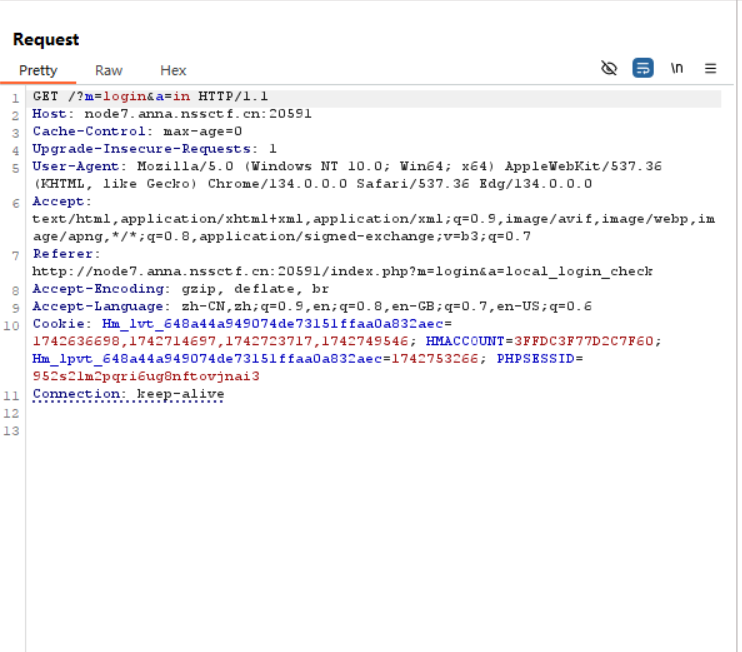 Request
Pretty Raw Hex \n
1 GET /?m=login&a=in HTTP/1.1
2 Host: node7.anna.nssctf.cn:20591
3 Cache-Control: max-age=0
4 Upgrade-Insecure-Requests: 1
5 User-Agent: Mozilla/5.0 (Windows NT 10.0; Win64; x64) AppleWebKit/537.36
(KHTML, like Gecko) Chrome/134.0.0.0 Safari/537.36 Edg/134.0.0.0
6 Accept:
text/html,application/xhtml+xml,application/xml;q=0.9,image/avif,image/webp,im
age/apng,*/*;q=0.8,application/signed-exchange;v=b3;q=0.7
7 Referer:
http://node7.anna.nssctf.cn:20591/index.php?m=login&a=local_login_check
8 Accept-Encoding: gzip, deflate, br
9 Accept-Language: zh-CN,zh;q=0.9,en;q=0.8,en-GB;q=0.7,en-US;q=0.6
10 Cookie: Hm_lvt_648a44a949074de73151ffaa0a832aec=
1742636698,1742714697,1742723717,1742749546; HMACCOUNT=3FFDC3F77D2C7F60;
Hm_lpvt_648a44a949074de73151ffaa0a832aec=1742753266; PHPSESSID=
952s21m2pqri6ug8nftovjnai3
11 Connection: keep-alive
12
13